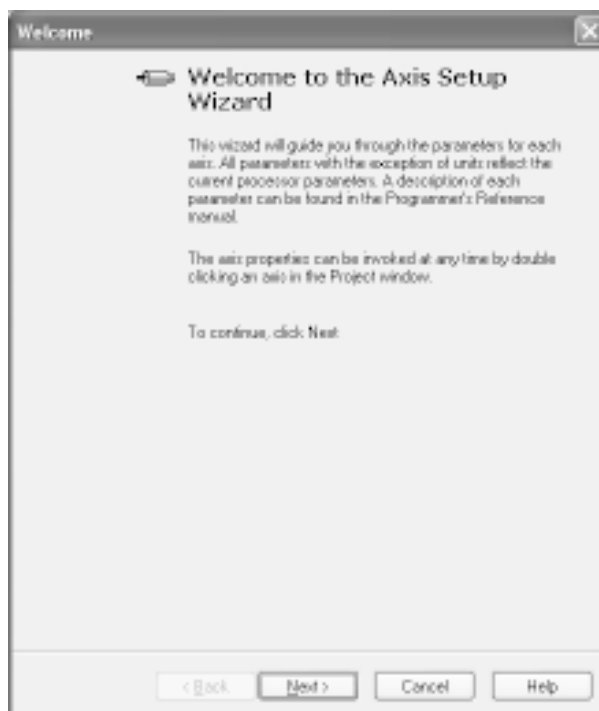 Welcome
Welcome to the Axis Setup
Wizard
This wizard will guide you through the parameters for each
axis. All parameters with the exception of units reflect the
current processor parameters. A description of each
parameter can be found in the Programmer's Reference
manual.
The axis properties can be invoked at any time by double
clicking an axis in the Project window.
To continue, click Next
< Back
Next >
Cancel
Help